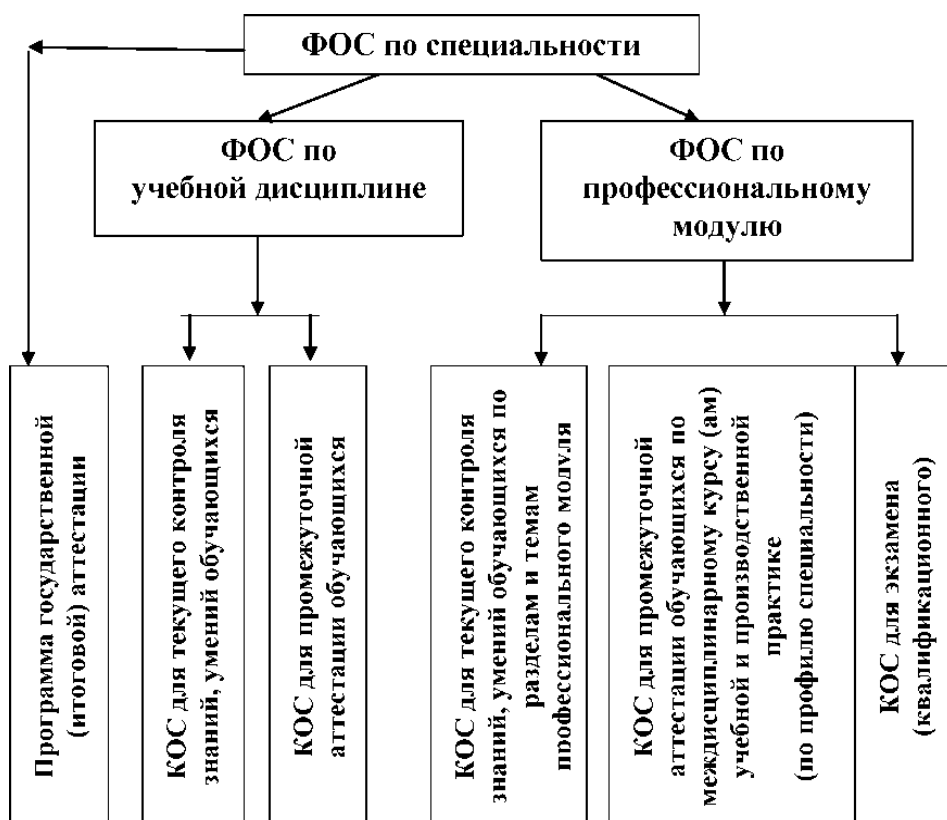 ФОС по специальности
ФОС по
учебной дисциплине
ФОС по
профессиональному
модулю
Программа государственной
(итоговой) аттестации
КОС для текущего контроля
знаний, умений обучающихся
КОС для промежуточной
аттестации обучающихся
КОС для текущего контроля
знаний, умений обучающихся по
разделам и темам
профессионального модуля
КОС для промежуточной
аттестации обучающихся по
междисциплинарному курсу (ам)
учебной и производственной
практике
(по профилю специальности)
КОС для экзамена
(квалификационного)